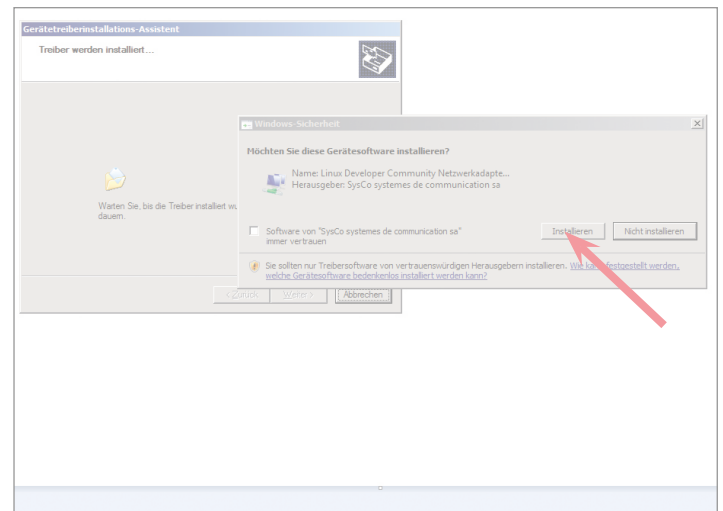 Gerätetreiberinstallations-Assistent
Treiber werden installiert...
Windows-Sicherheit
Möchten Sie diese Gerätesoftware installieren?
Name: Linux Developer Community Netzwerkadapte...
Herausgeber: SysCo systemes de communication sa
Warten Sie, bis die Treiber installiert wu
dauern.
Software von "SysCo systemes de communication sa"
immer vertrauen
Installieren
Nicht installieren
Sie sollten nur Treibersoftware von vertrauenswürdigen Herausgebern installieren. Wie kann festgestellt werden,
welche Gerätesoftware bedenkenlos installiert werden kann?
< Zurück
Weiter >
Abbrechen